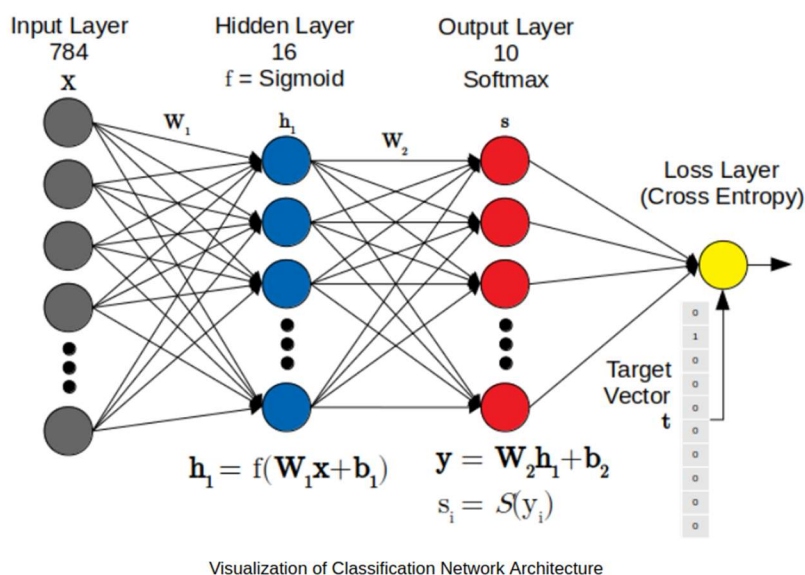 Input Layer
784
x
Hidden Layer
16
f = Sigmoid
h₁
Output Layer
10
Softmax
s
W₁
W₂
Loss Layer
(Cross Entropy)
Target
Vector
t
0
1
0
0
0
0
0
0
0
0
h₁ = f(W₁x+b₁)
y = W₂h₁+b₂
sᵢ = S(yᵢ)
Visualization of Classification Network Architecture